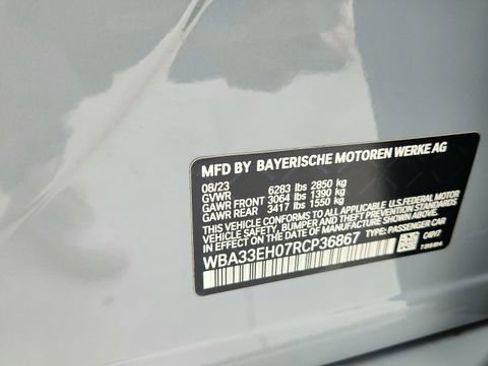 MFD BY BAYERISCHE MOTOREN WERKE AG
08/23 6283 lbs 2850 kg
GVWR
GAWR FRONT 3064 lbs 1390 kg
GAWR REAR 3417 lbs 1550 kg
THIS VEHICLE CONFORMS TO ALL APPLICABLE U.S. FEDERAL MOTOR
VEHICLE SAFETY, BUMPER AND THEFT PREVENTION STANDARDS
IN EFFECT ON THE DATE OF MANUFACTURE SHOWN ABOVE.
WBA33EH07RCP36867 TYPE: PASSENGER CAR